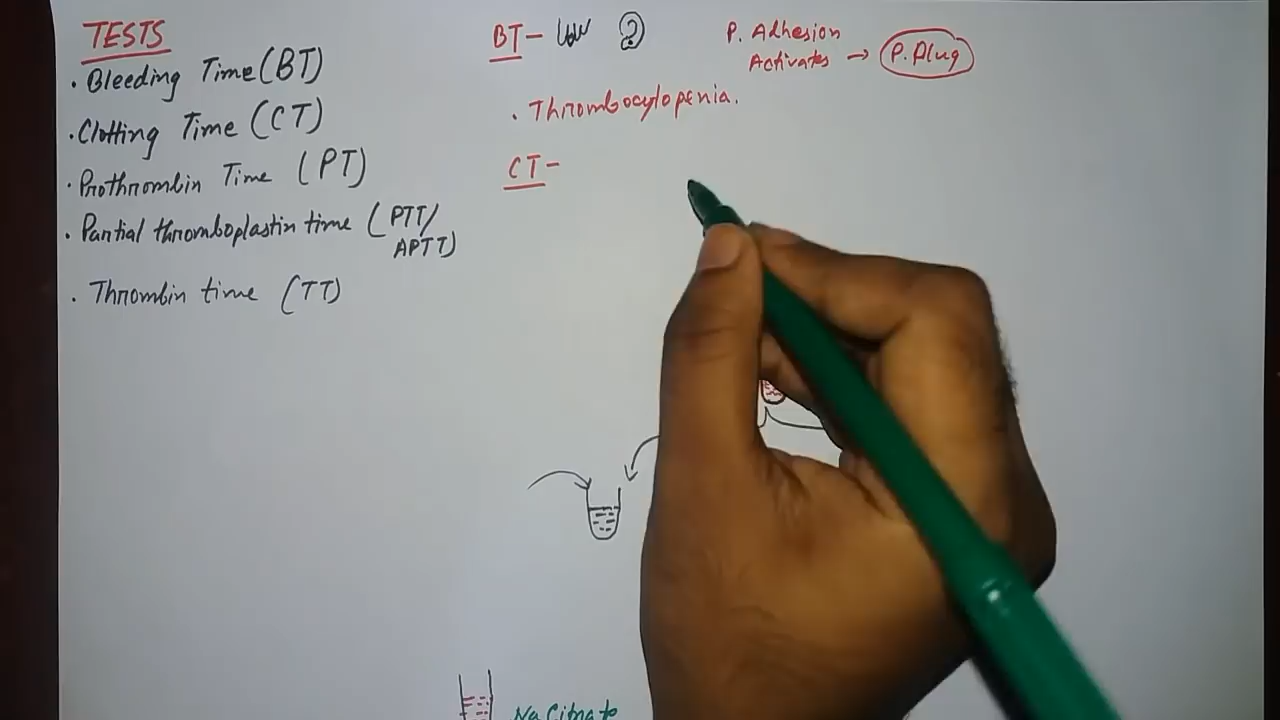 TESTS
. Bleeding Time (BT)
. Clotting Time (CT)
. Prothrombin Time (PT)
. Partial thromboplastin time (PTT/
APTT)
. Thrombin time (TT)
BT-
P. Adhesion
Activates → P. Plug
. Thrombocytopenia.
CT-
Na Citrate